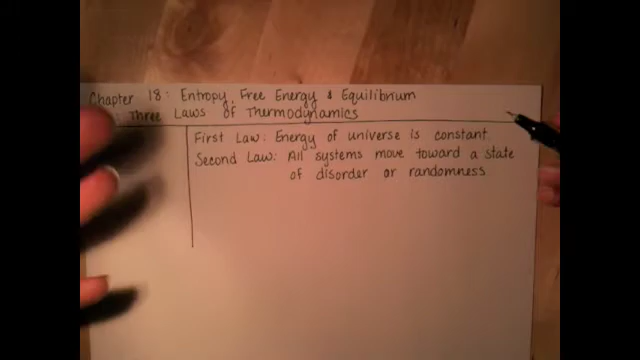 Chapter 18: Entropy, Free Energy & Equilibrium
Three Laws of Thermodynamics
First Law: Energy of universe is constant.
Second Law: All systems move toward a state
of disorder or randomness